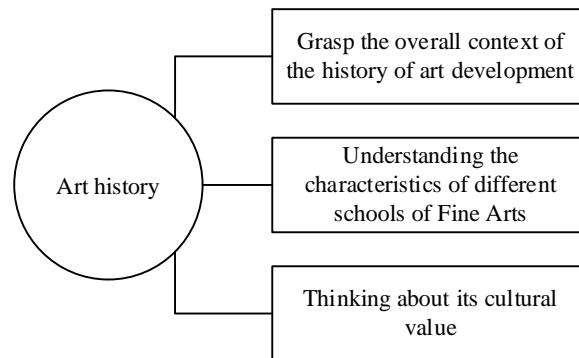 Grasp the overall context of
the history of art development
Art history
Understanding the
characteristics of different
schools of Fine Arts
Thinking about its cultural
value